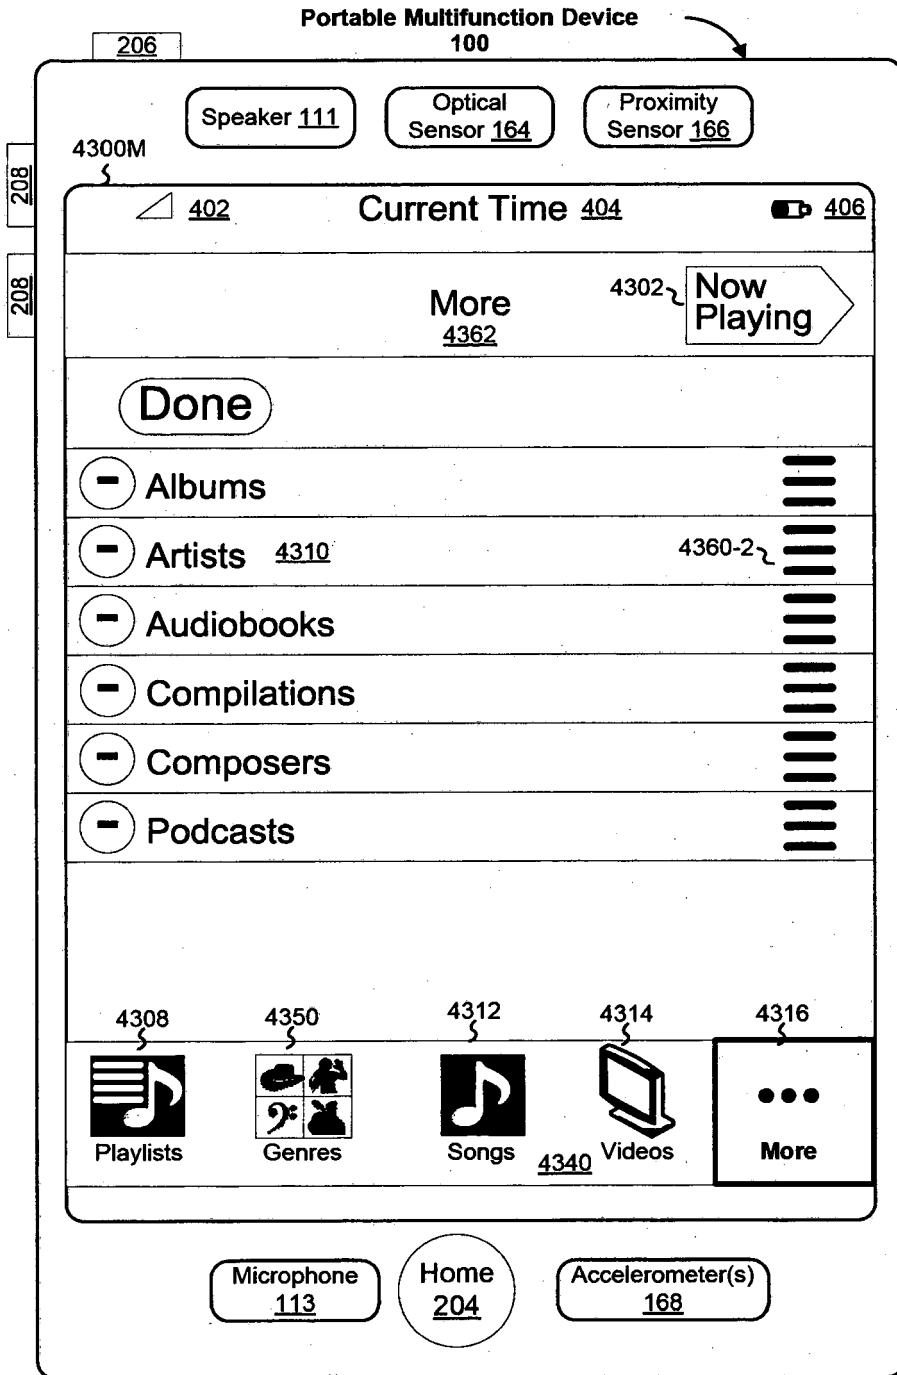 Portable Multifunction Device
100
206
Speaker 111
Optical
Sensor 164
Proximity
Sensor 166
4300M
208
208
402
Current Time 404
406
More
4362
4302
Now
Playing
Done
- Albums
- Artists 4310
4360-2
- Audiobooks
- Compilations
- Composers
- Podcasts
4308
4350
4312
4314
4316
Playlists
Genres
Songs
4340
Videos
More
Microphone
113
Home
204
Accelerometer(s)
168